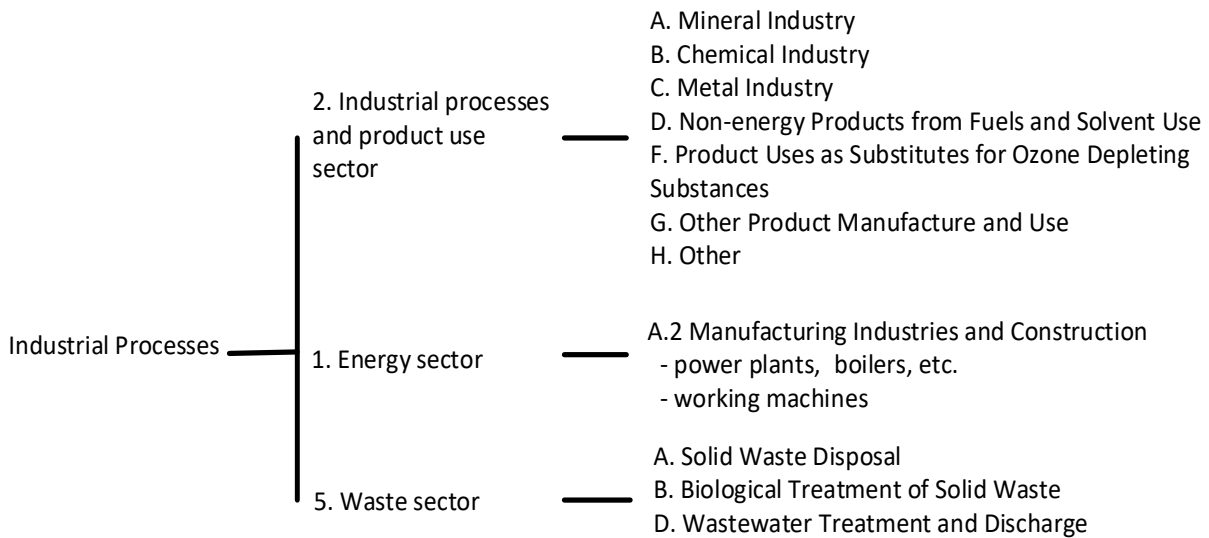 A. Mineral Industry
B. Chemical Industry
C. Metal Industry
2. Industrial processes
and product use
sector
D. Non-energy Products from Fuels and Solvent Use
F. Product Uses as Substitutes for Ozone Depleting
Substances
G. Other Product Manufacture and Use
H. Other
Industrial Processes
1. Energy sector
A.2 Manufacturing Industries and Construction
- power plants, boilers, etc.
- working machines
5. Waste sector
A. Solid Waste Disposal
B. Biological Treatment of Solid Waste
D. Wastewater Treatment and Discharge